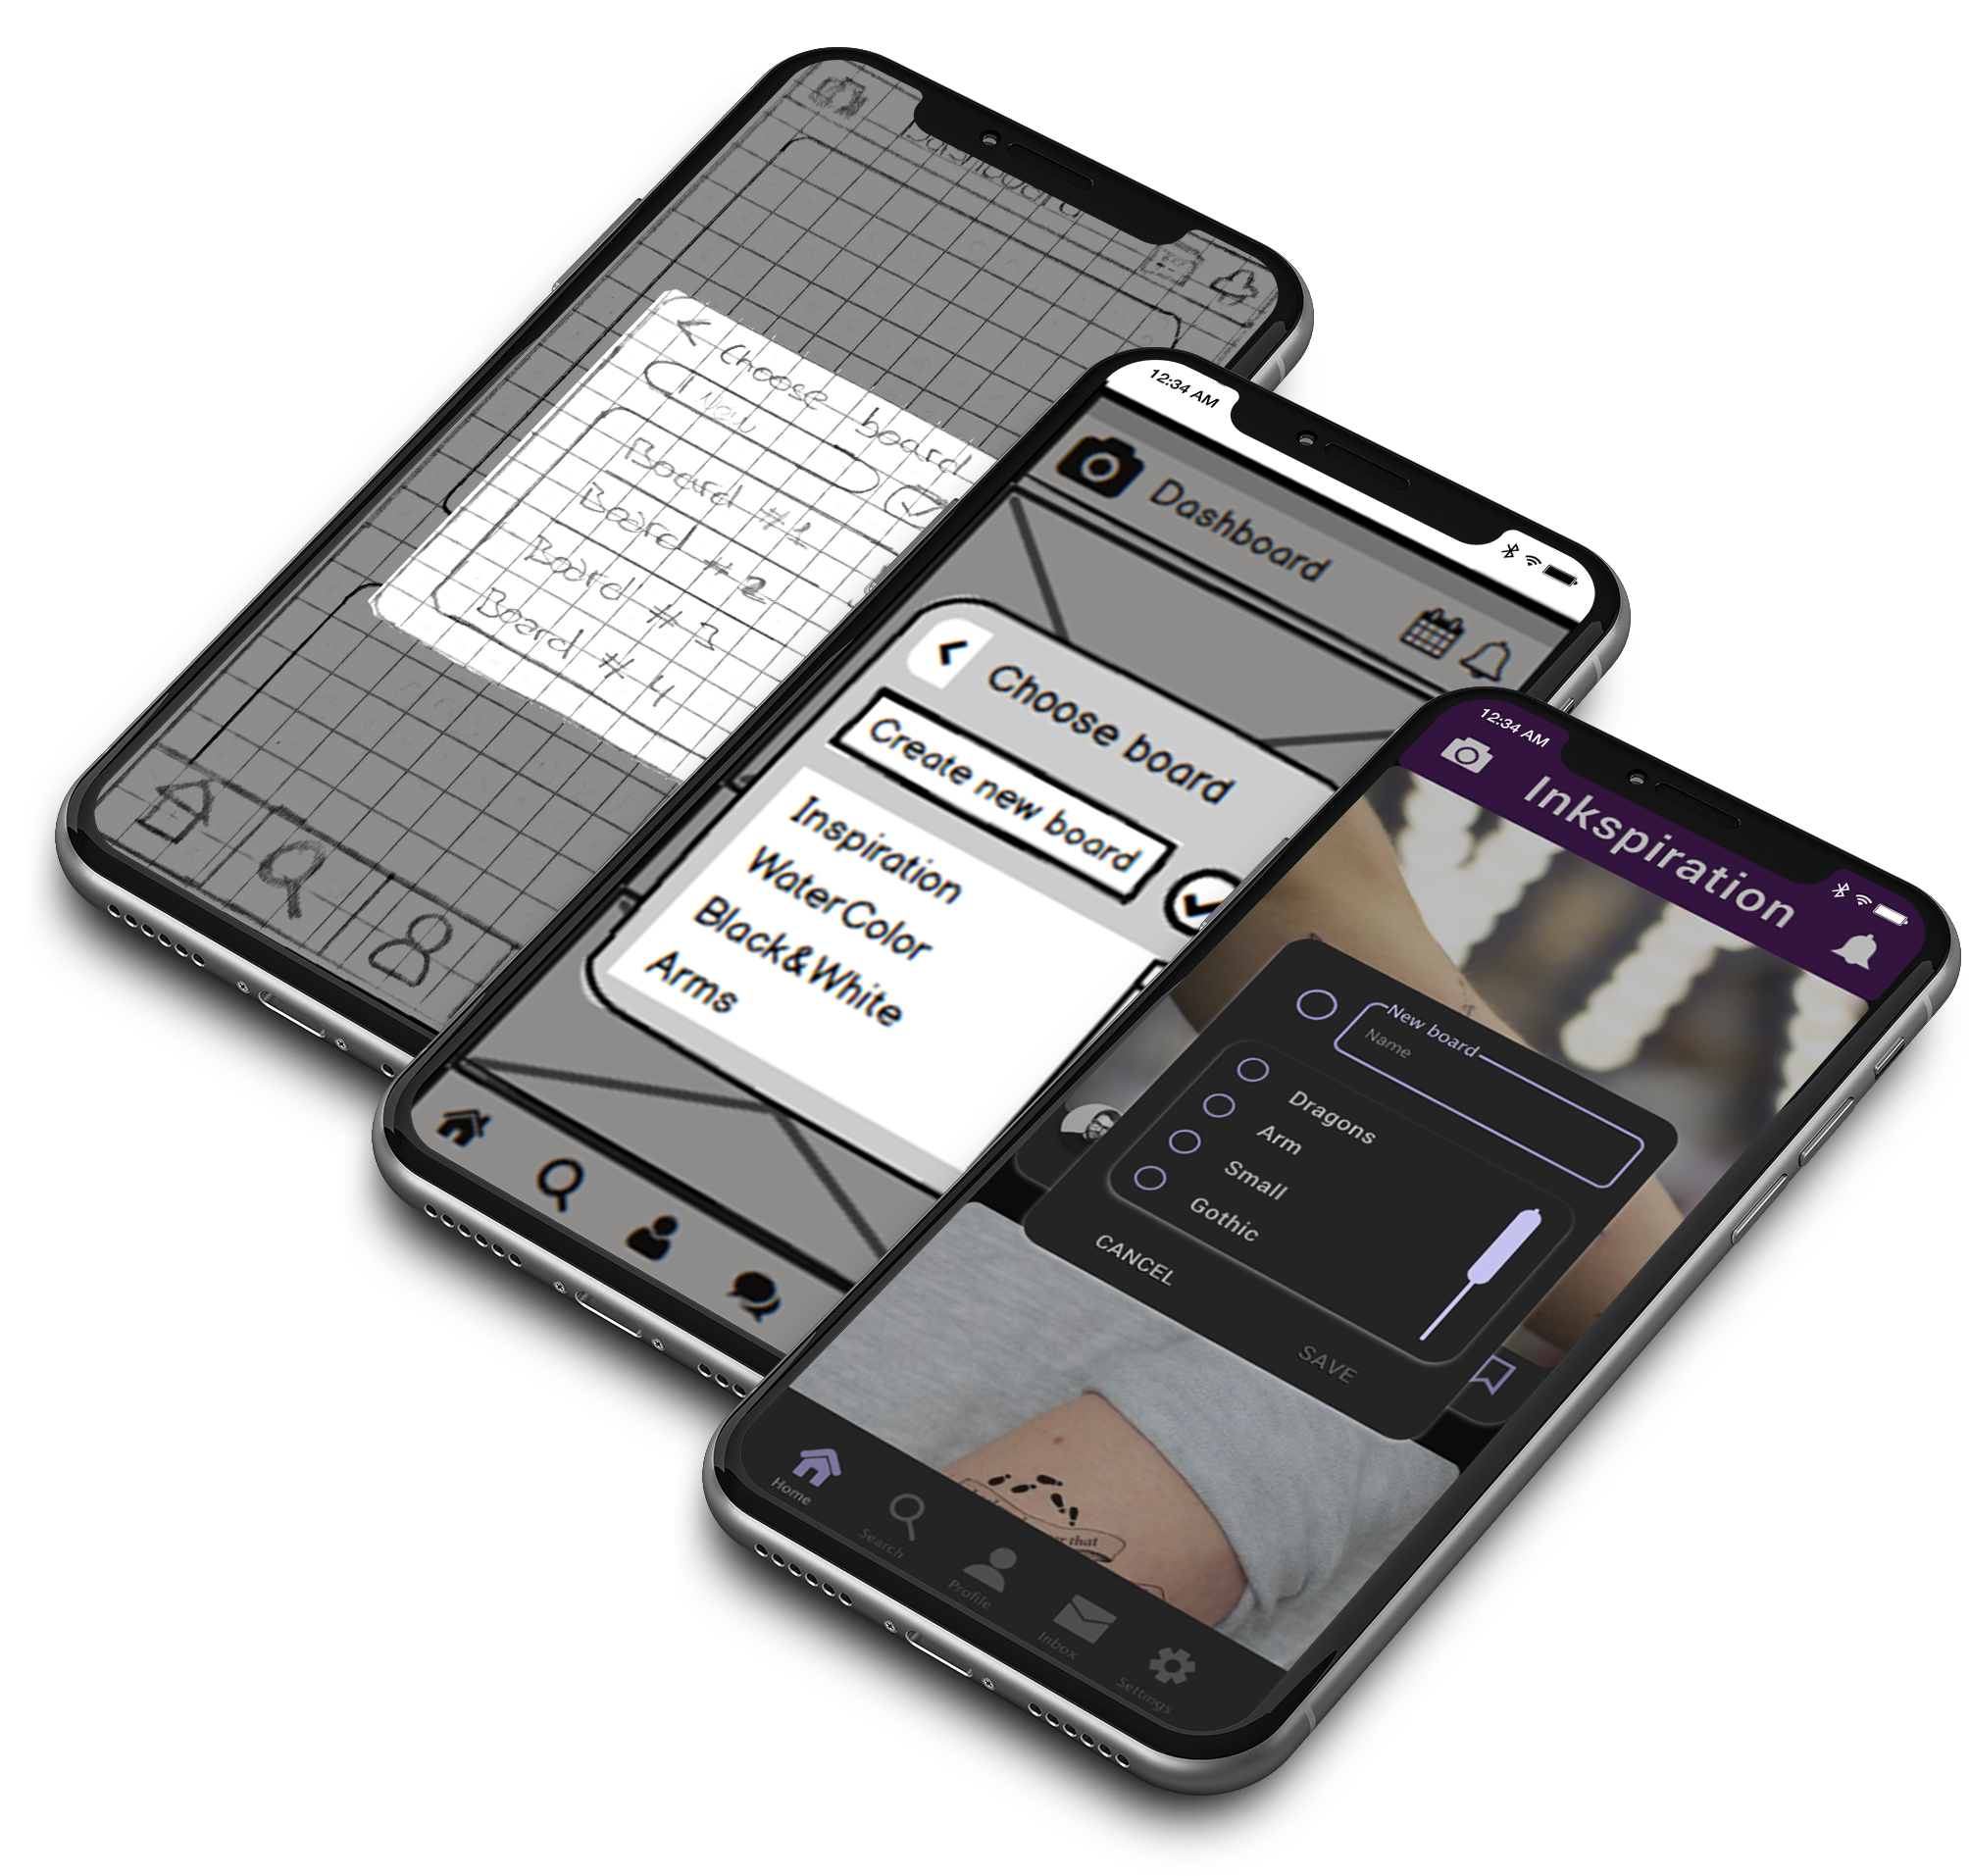 Dashboard
Choose board
New
Board #1
Board #2
Board #3
Board #4
12:34 AM
Dashboard
Choose board
Create new board
Inspiration
WaterColor
Black&White
Arms
12:34 AM
Inkspiration
New board
Name
Dragons
Arm
Small
Gothic
CANCEL
SAVE
that
Home
Search
Profile
Inbox
Settings